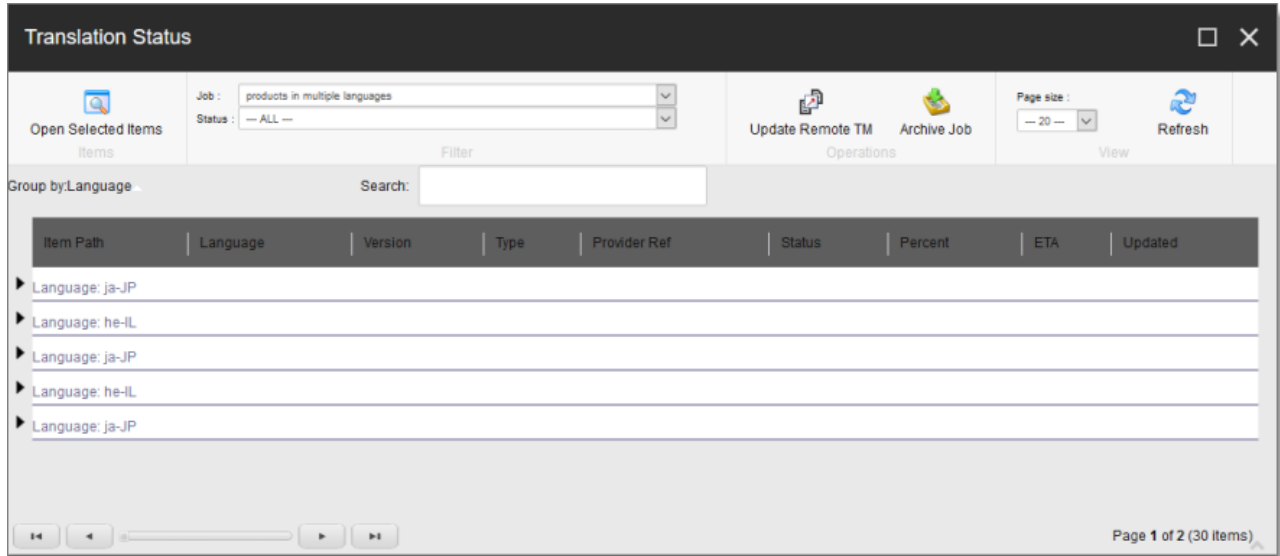 Translation Status
Open Selected Items
Items
Job : products in multiple languages
Status : --- ALL ---
Filter
Update Remote TM Archive Job
Operations
Page size :
--- 20 ---
Refresh
View
Group by:Language Search:
Item Path Language Version Type Provider Ref Status Percent ETA Updated
Language: ja-JP
Language: he-IL
Language: ja-JP
Language: he-IL
Language: ja-JP
Page 1 of 2 (30 items)